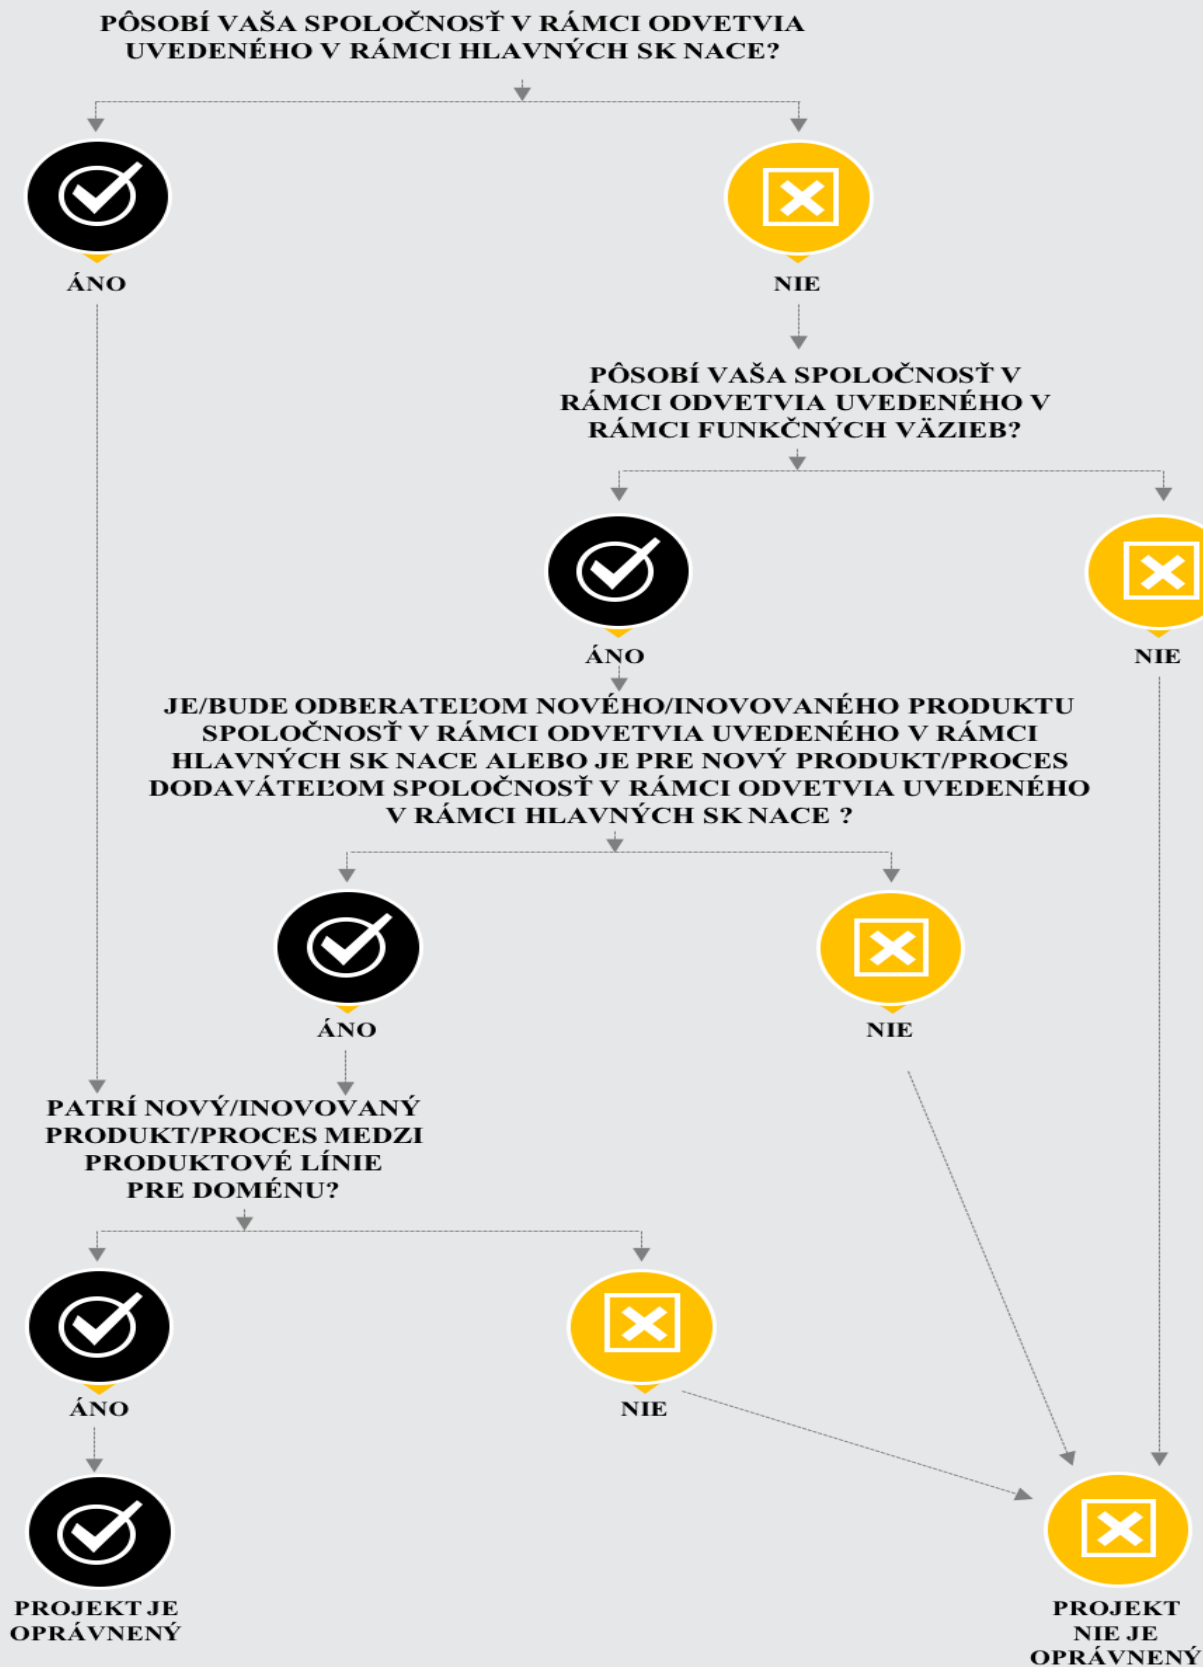 PÔSOBÍ VAŠA SPOLOČNOSŤ V RÁMCI ODVETVIA
UVEDENÉHO V RÁMCI HLAVNÝCH SK NACE?
ÁNO
NIE
PÔSOBÍ VAŠA SPOLOČNOSŤ V
RÁMCI ODVETVIA UVEDENÉHO V
RÁMCI FUNKČNÝCH VÄZIEB?
ÁNO
NIE
JE/BUDE ODBERATEĽOM NOVÉHO/INOVOVANÉHO PRODUKTU
SPOLOČNOSŤ V RÁMCI ODVETVIA UVEDENÉHO V RÁMCI
HLAVNÝCH SK NACE ALEBO JE PRE NOVÝ PRODUKT/PROCES
DODAVÁTEĽOM SPOLOČNOSŤ V RÁMCI ODVETVIA UVEDENÉHO
V RÁMCI HLAVNÝCH SK NACE ?
ÁNO
NIE
PATRÍ NOVÝ/INOVOVANÝ
PRODUKT/PROCES MEDZI
PRODUKTOVÉ LÍNIE
PRE DOMÉNU?
ÁNO
NIE
PROJEKT JE
OPRÁVNENÝ
PROJEKT
NIE JE
OPRÁVNENÝ